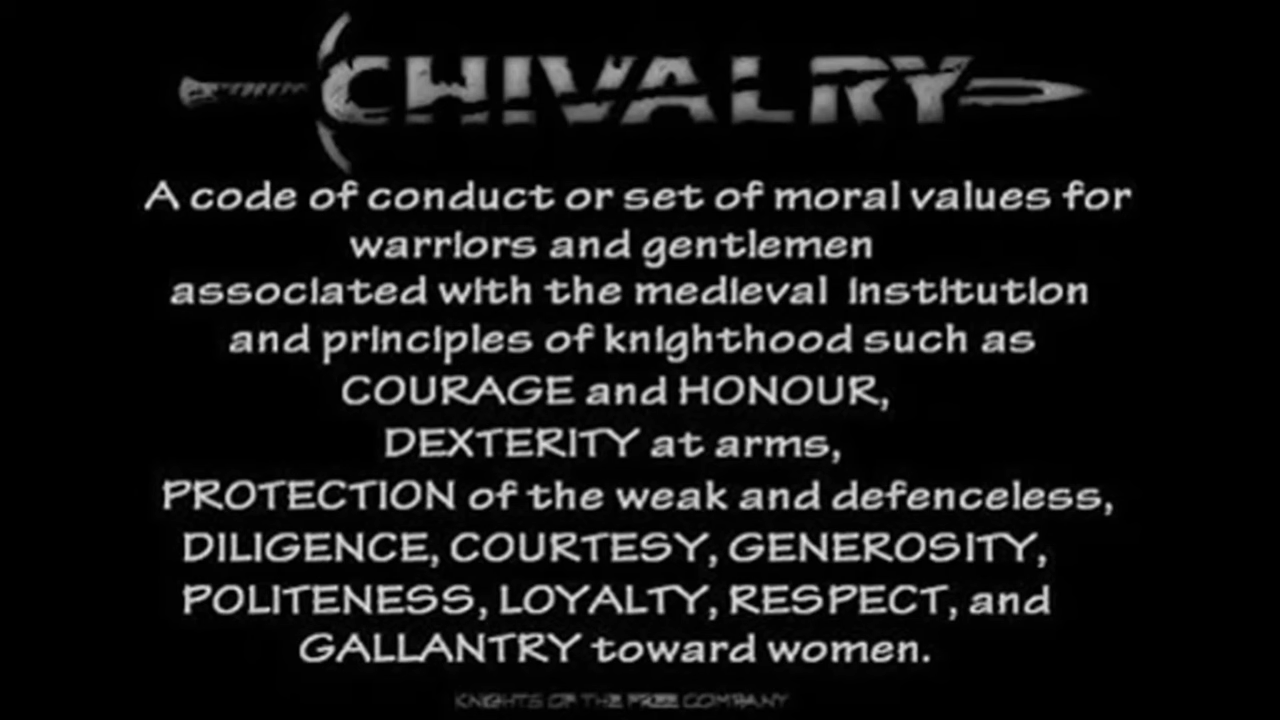 CHIVALRY
A code of conduct or set of moral values for
warriors and gentlemen
associated with the medieval institution
and principles of knighthood such as
COURAGE and HONOUR,
DEXTERITY at arms,
PROTECTION of the weak and defenceless,
DILIGENCE, COURTESY, GENEROSITY,
POLITENESS, LOYALTY, RESPECT, and
GALLANTRY toward women.
KNIGHTS OF THE FREE COMPANY